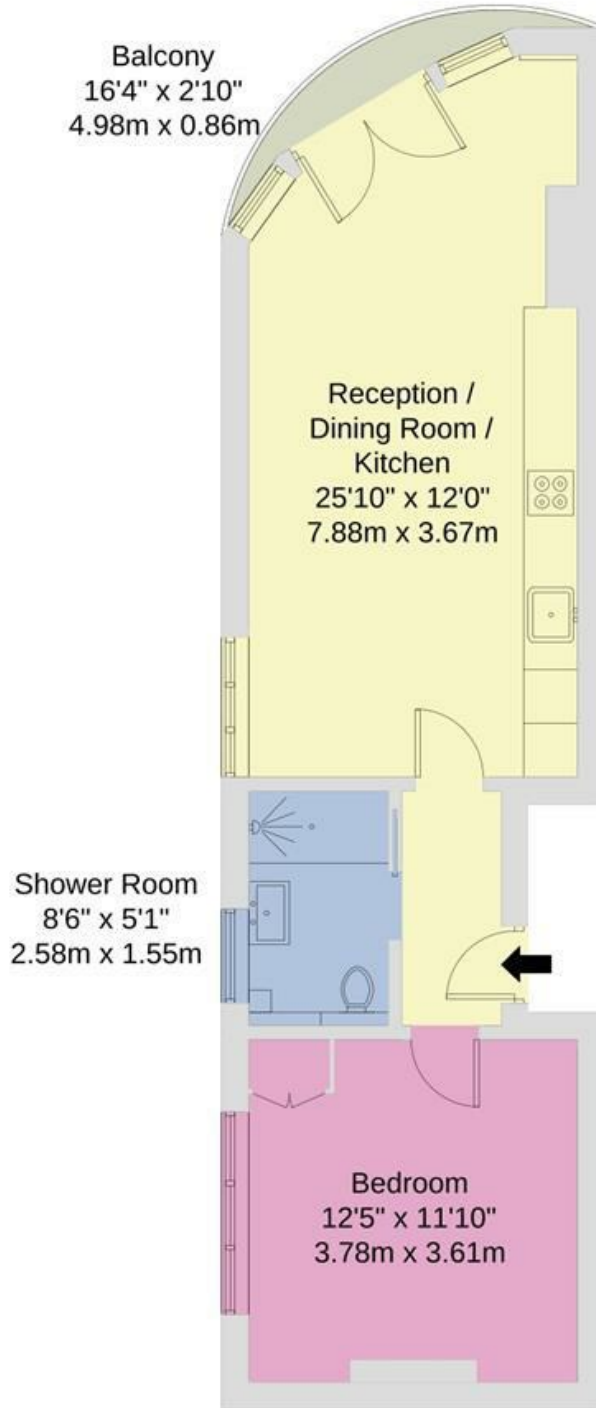 Balcony
16'4" x 2'10"
4.98m x 0.86m
Reception /
Dining Room /
Kitchen
25'10" x 12'0"
7.88m x 3.67m
Shower Room
8'6" x 5'1"
2.58m x 1.55m
Bedroom
12'5" x 11'10"
3.78m x 3.61m